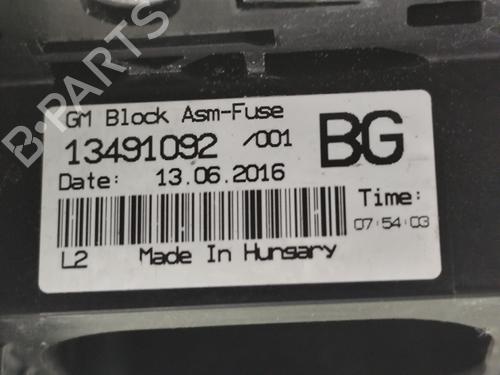 B-PARTS
GM Block Asm-Fuse
13491092 /001 BG
Date: 13.06.2016
Time:
07:54:03
L2 Made In Hungary